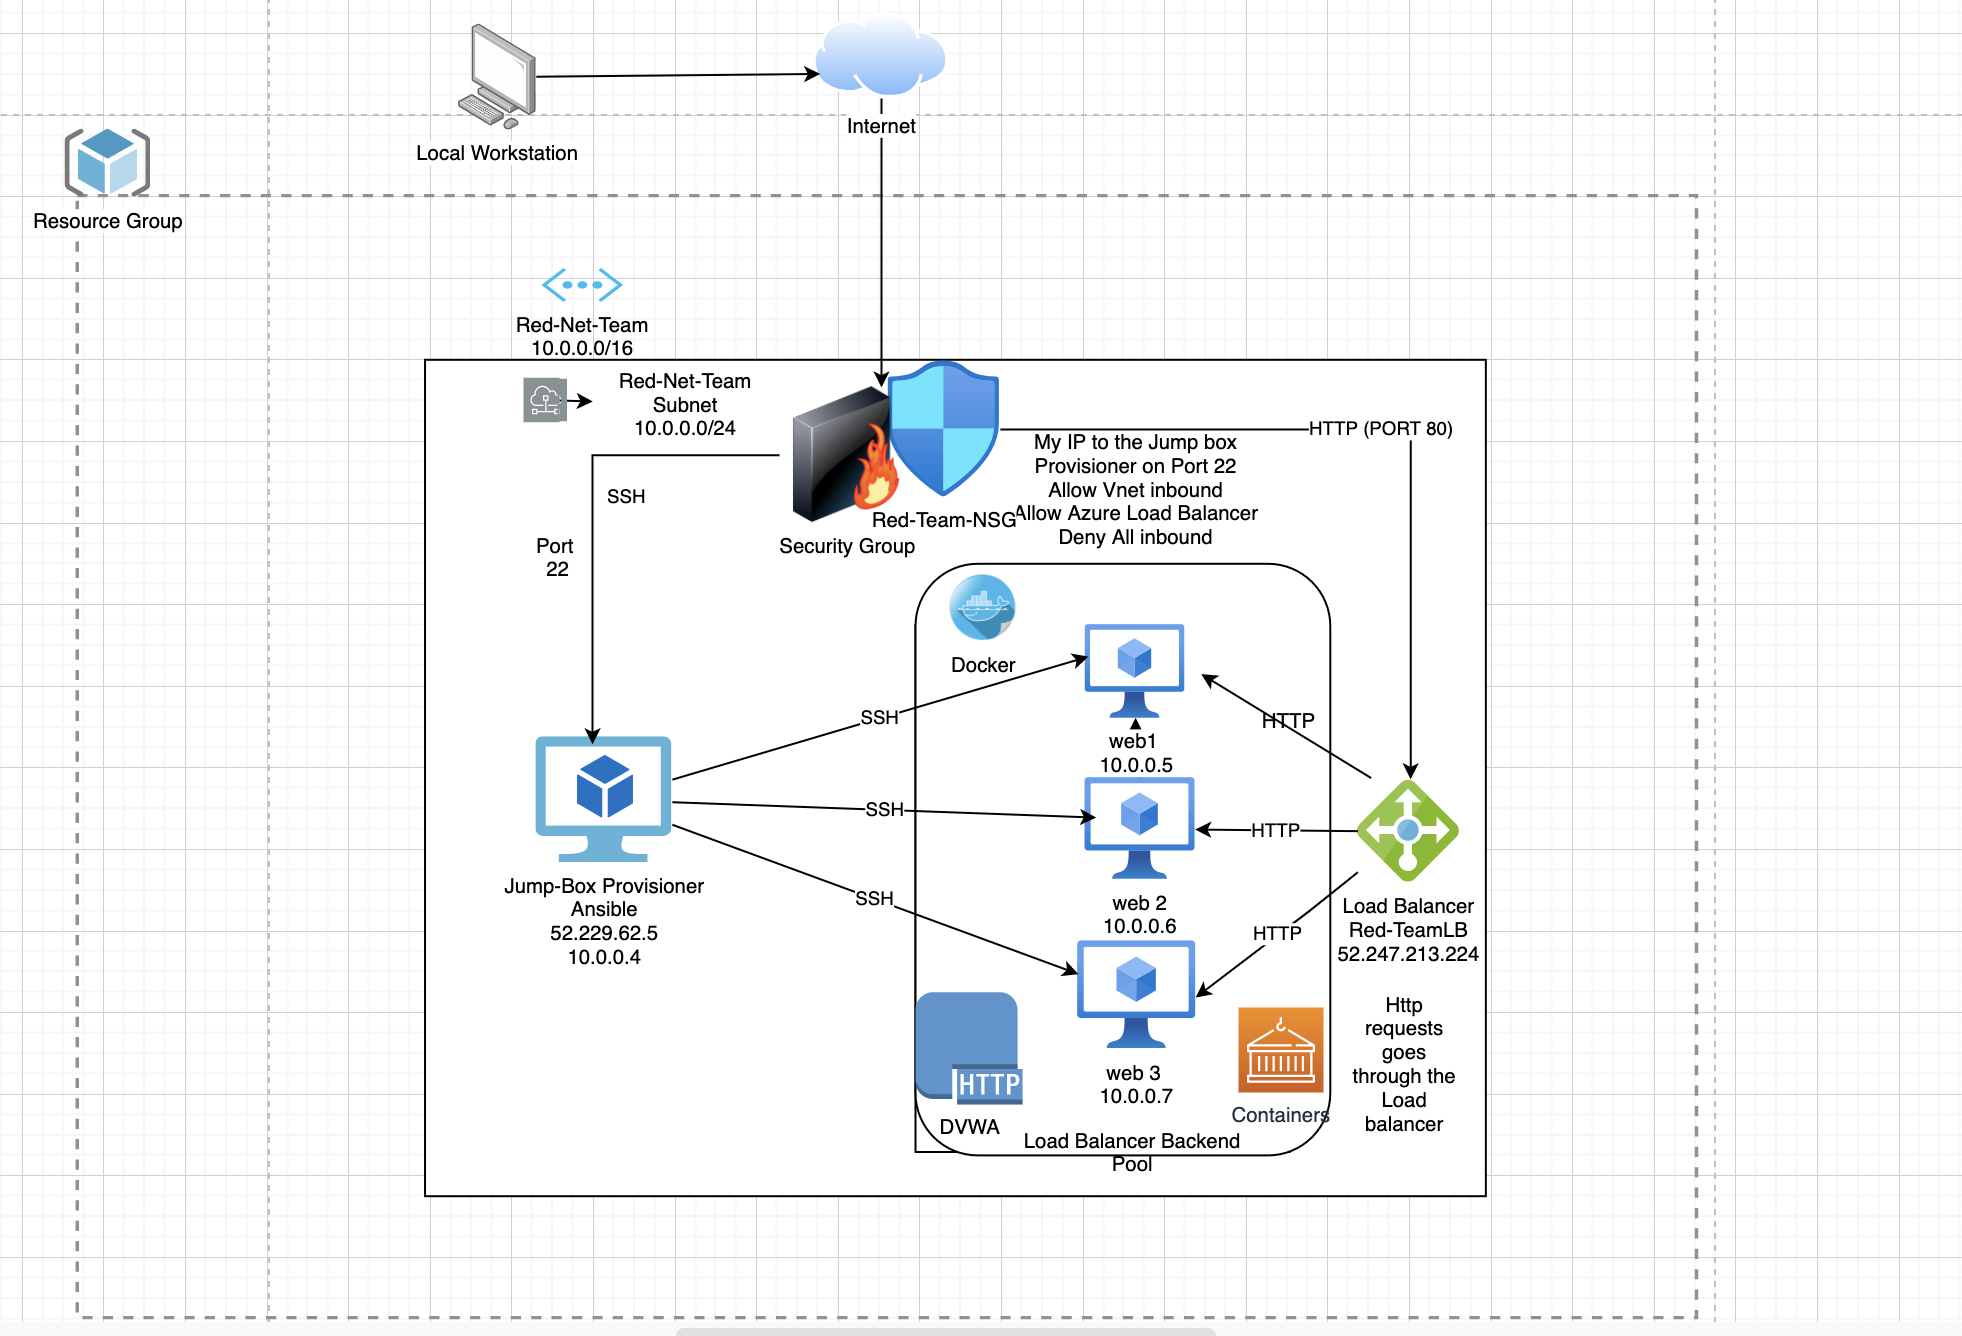 Internet
Local Workstation
Resource Group
Red-Net-Team
10.0.0.0/16
Red-Net-Team
Subnet
10.0.0.0/24
HTTP (PORT 80)
My IP to the Jump box
Provisioner on Port 22
Allow Vnet inbound
Allow Azure Load Balancer
Deny All inbound
SSH
Red-Team-NSG
Security Group
Port
22
Docker
SSH
HTTP
web1
10.0.0.5
SSH
HTTP
Jump-Box Provisioner
Ansible
52.229.62.5
10.0.0.4
SSH
web 2
10.0.0.6
HTTP
Load Balancer
Red-TeamLB
52.247.213.224
Http
requests
goes
through the
Load
balancer
HTTP
DVWA
web 3
10.0.0.7
Containers
Load Balancer Backend
Pool